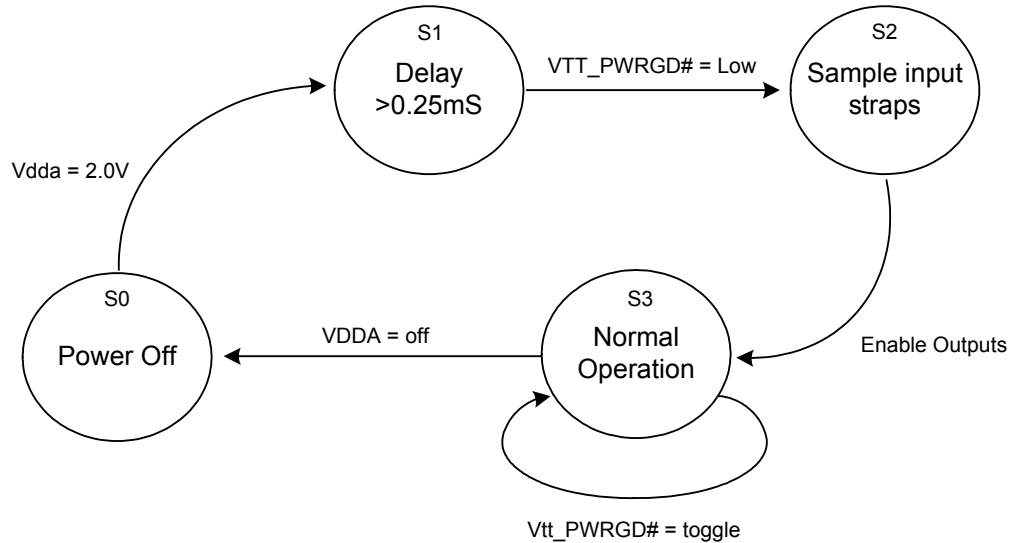 S1
Delay
>0.25mS
VTT_PWRGD# = Low
S2
Sample input
straps
Vdda = 2.0V
S0
Power Off
VDDA = off
S3
Normal
Operation
Enable Outputs
Vtt_PWRGD# = toggle